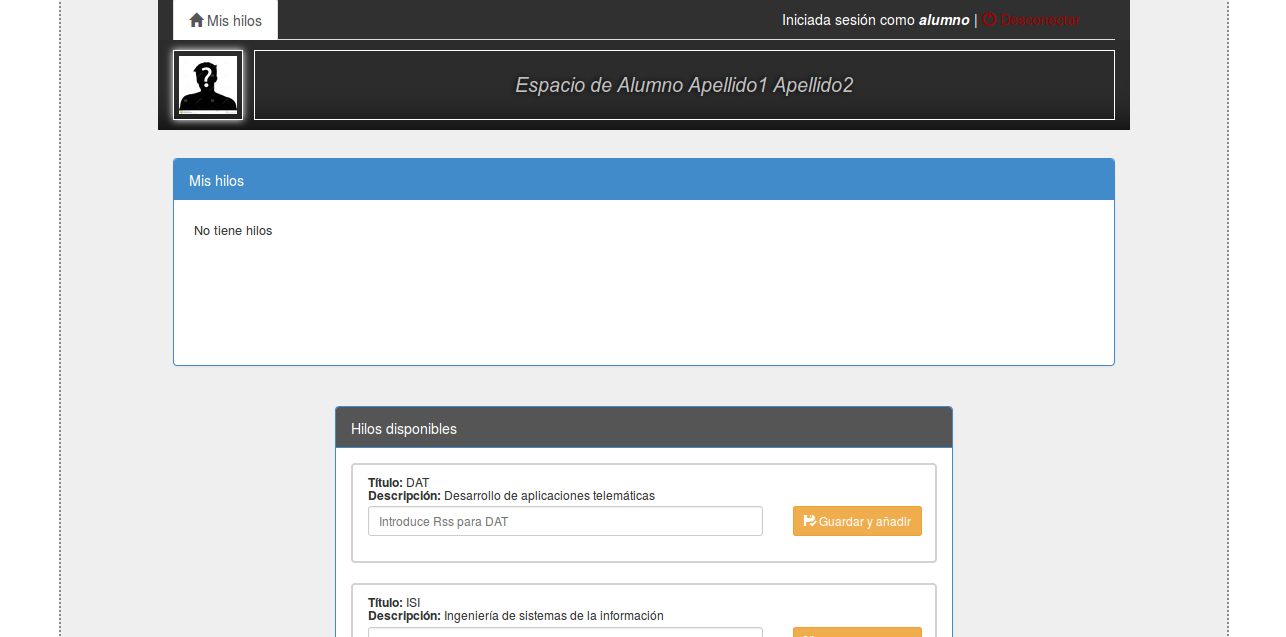 Mis hilos
Iniciada sesión como alumno | Desconectar
?
Espacio de Alumno Apellido1 Apellido2
Mis hilos
No tiene hilos
Hilos disponibles
Título: DAT
Descripción: Desarrollo de aplicaciones telemáticas
Introduce Rss para DAT
Guardar y añadir
Título: ISI
Descripción: Ingeniería de sistemas de la información